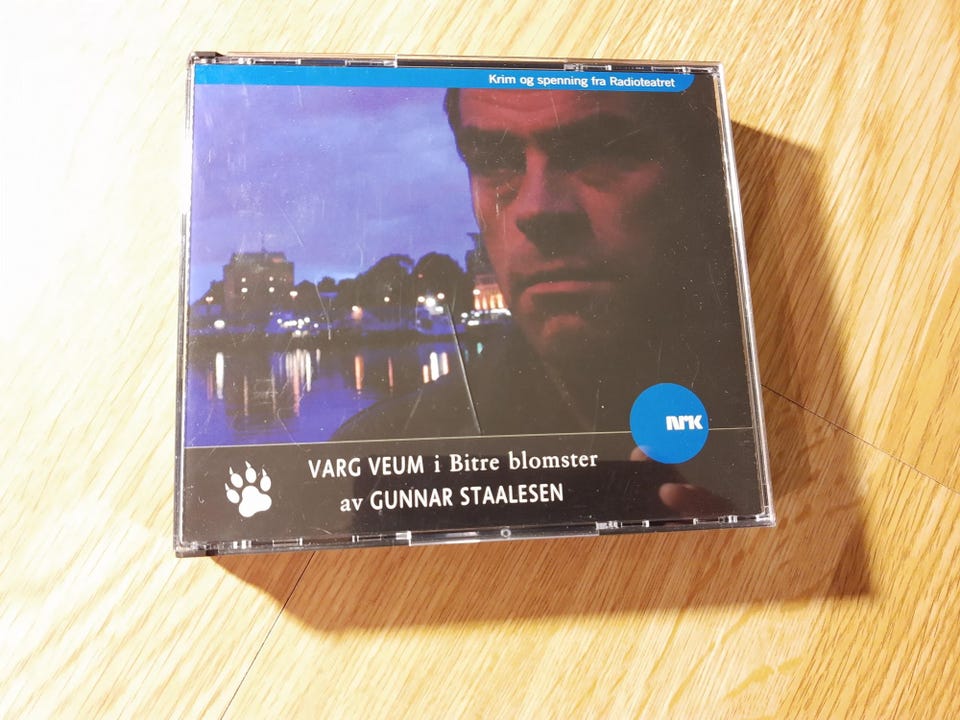 Krim og spenning fra Radioteatret
NRK
VARG VEUM i Bitre blomster
av GUNNAR STAALESEN